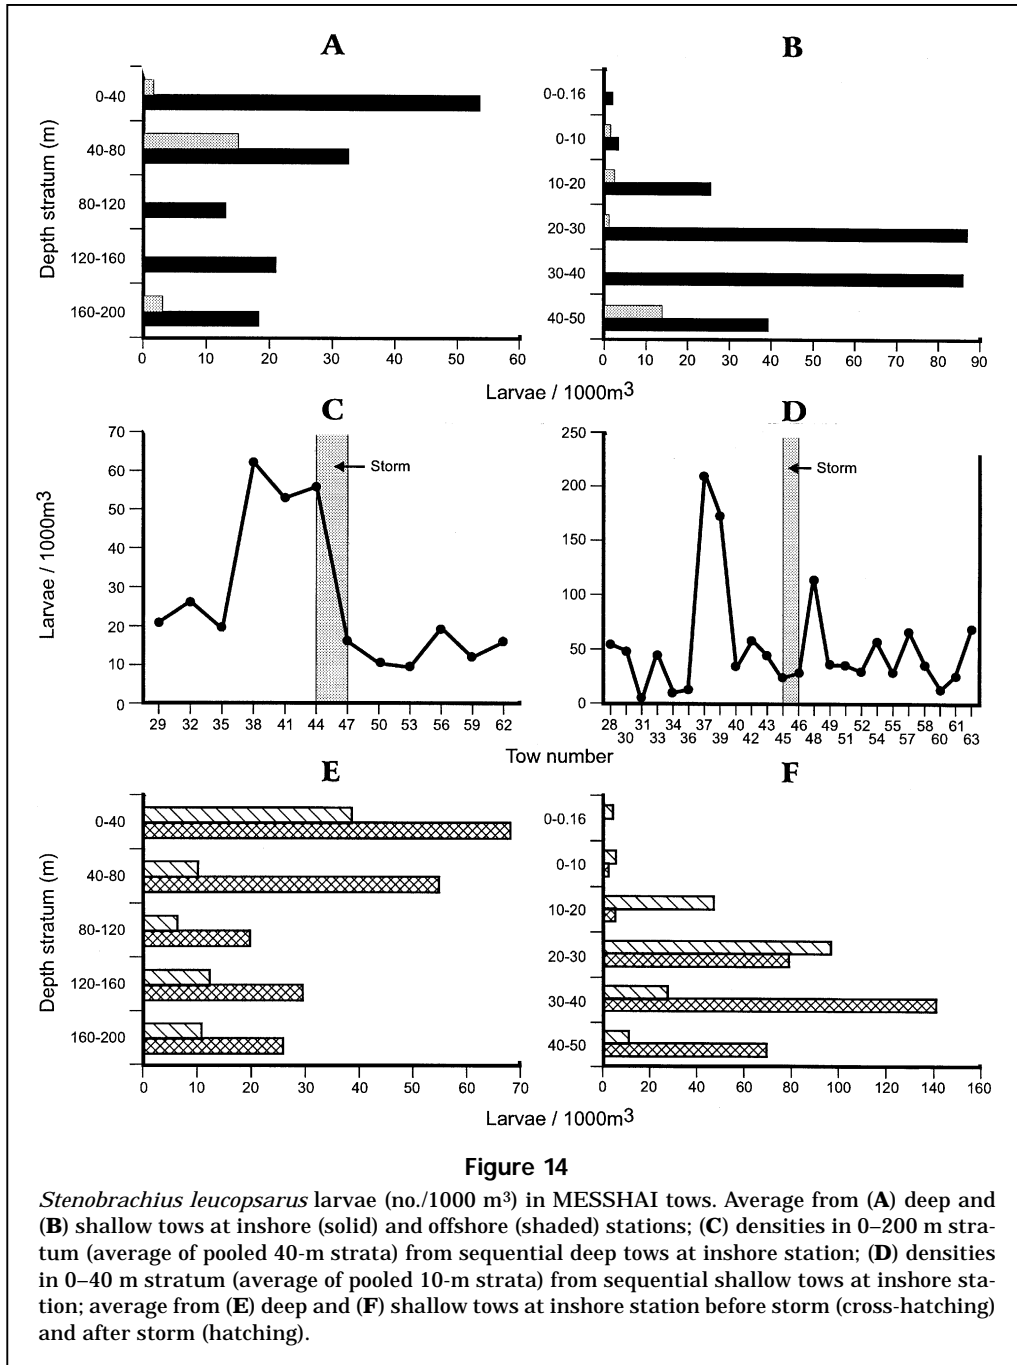 A
B
Depth stratum (m)
0-40
40-80
80-120
120-160
160-200
0 10 20 30 40 50 60
0-0.16
0-10
10-20
20-30
30-40
40-50
0 10 20 30 40 50 60 70 80 90
Larvae / 1000m³
C
D
Larvae / 1000m³
70
60
50
40
30
20
10
0
Storm
29 32 35 38 41 44 47 50 53 56 59 62
250
200
150
100
50
0
Storm
28 31 34 37 40 43 46 49 52 55 58 61
30 33 36 39 42 45 48 51 54 57 60 63
Tow number
E
F
Depth stratum (m)
0-40
40-80
80-120
120-160
160-200
0 10 20 30 40 50 60 70
0-0.16
0-10
10-20
20-30
30-40
40-50
0 20 40 60 80 100 120 140 160
Larvae / 1000m³
Figure 14
Stenobrachius leucopsarus larvae (no./1000 m³) in MESSHAI tows. Average from (A) deep and
(B) shallow tows at inshore (solid) and offshore (shaded) stations; (C) densities in 0–200 m stra-
tum (average of pooled 40-m strata) from sequential deep tows at inshore station; (D) densities
in 0–40 m stratum (average of pooled 10-m strata) from sequential shallow tows at inshore sta-
tion; average from (E) deep and (F) shallow tows at inshore station before storm (cross-hatching)
and after storm (hatching).